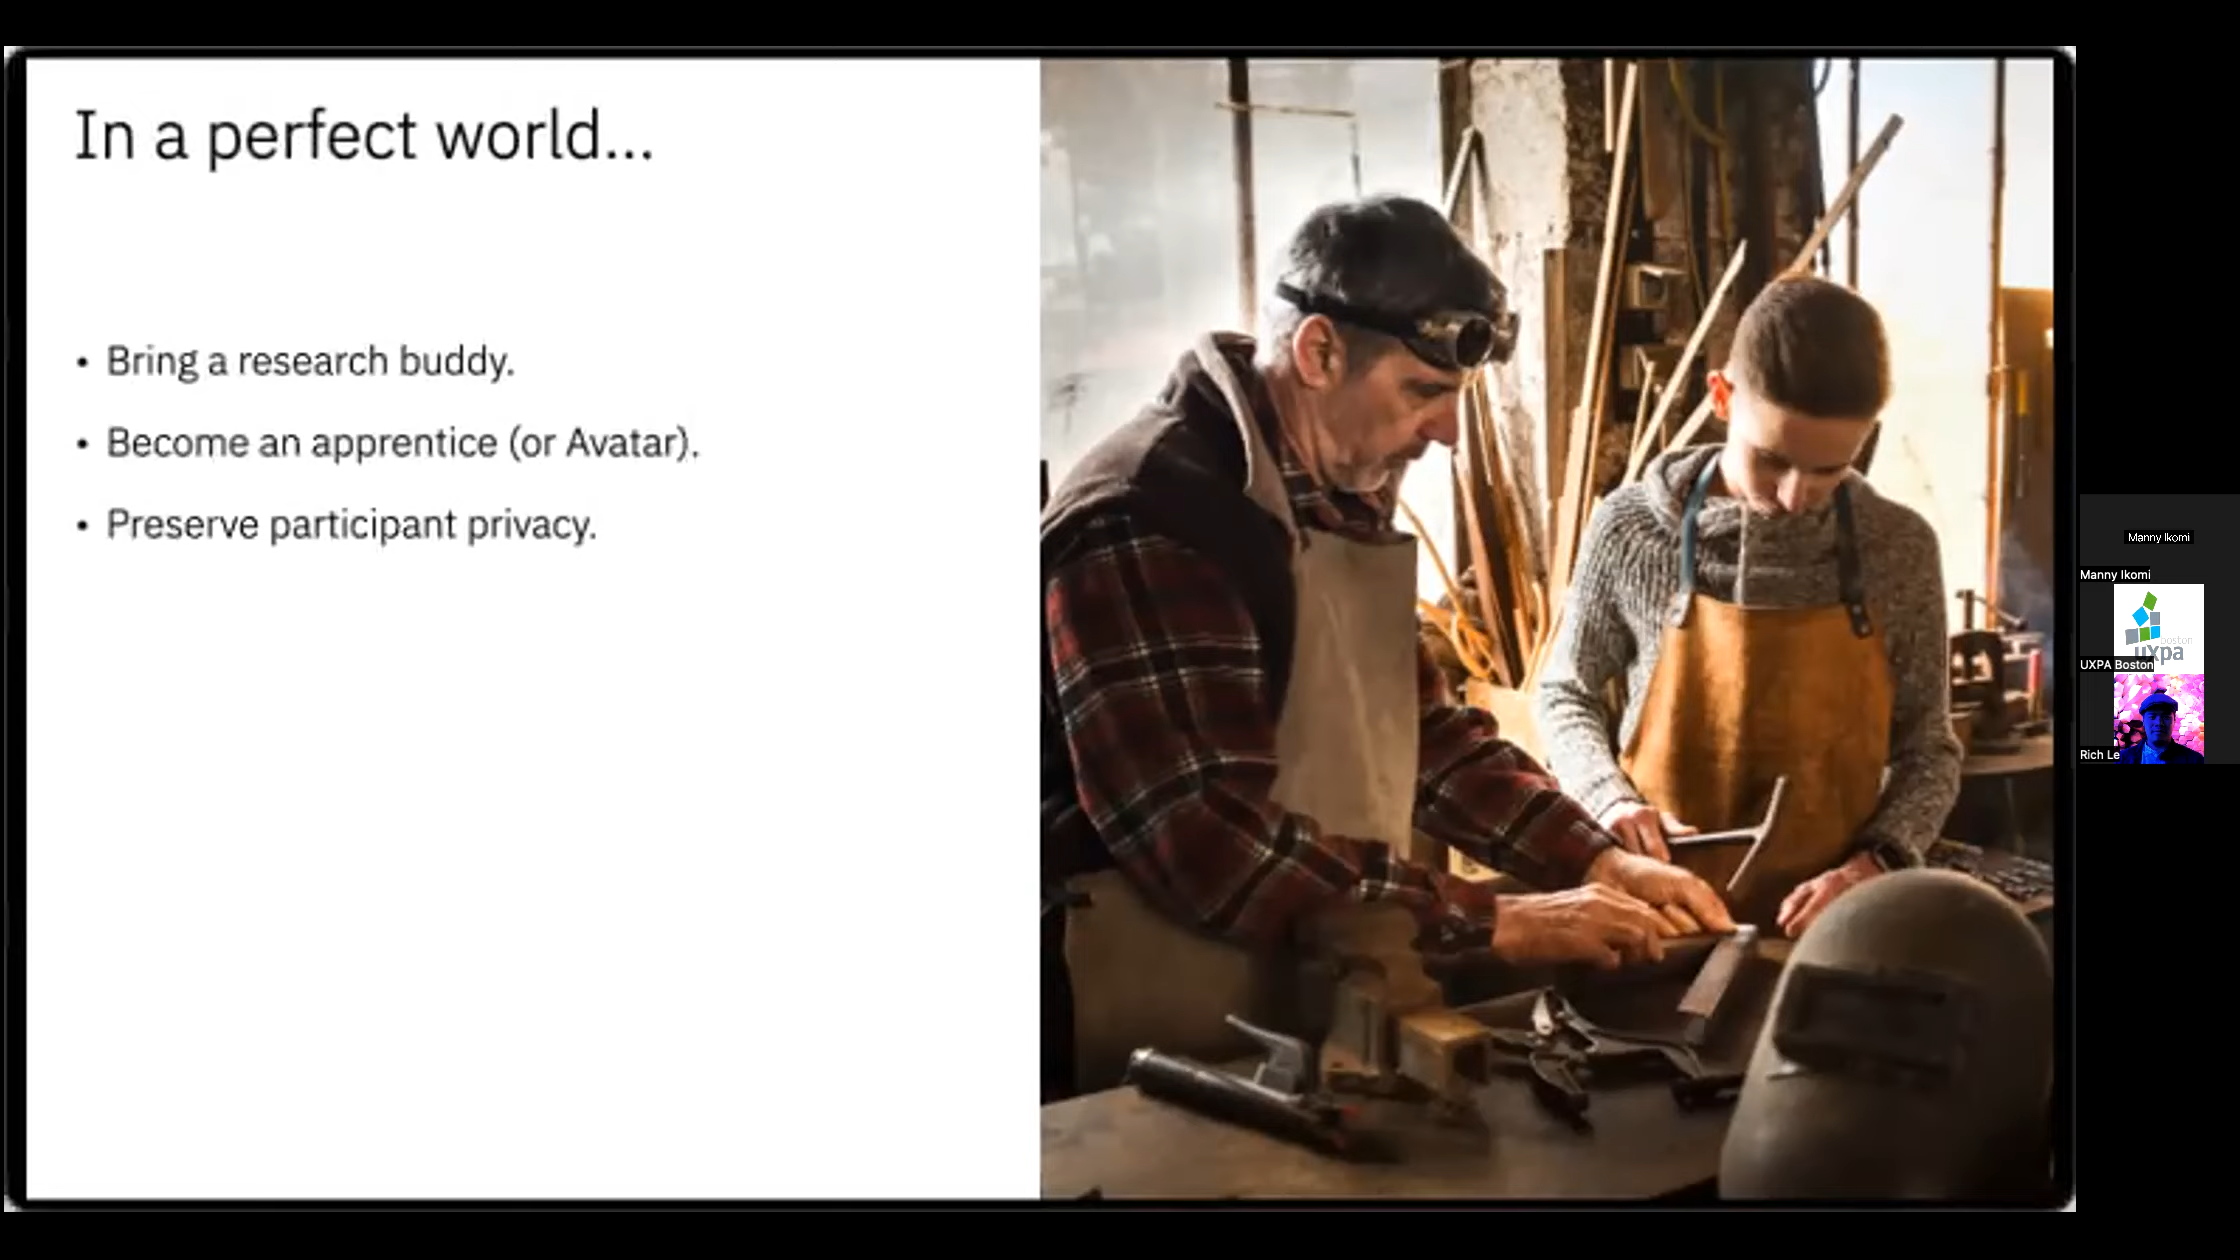 In a perfect world...
• Bring a research buddy.
• Become an apprentice (or Avatar).
• Preserve participant privacy.
Manny Ikomi
Manny Ikomi
boston
uxpa
UXPA Boston
Rich Le